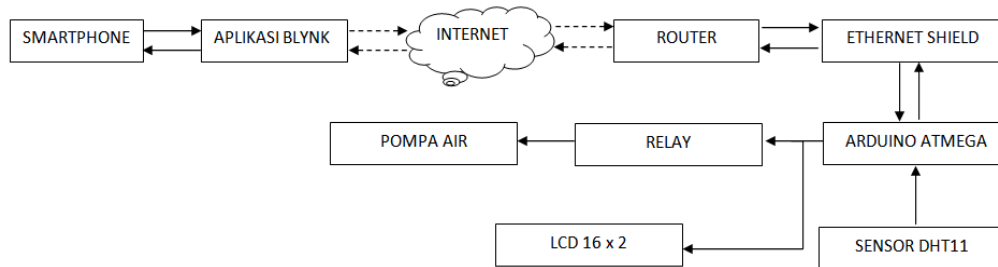 SMARTPHONE
APLIKASI BLYNK
INTERNET
ROUTER
ETHERNET SHIELD
POMPA AIR
RELAY
ARDUINO ATMEGA
LCD 16 x 2
SENSOR DHT11